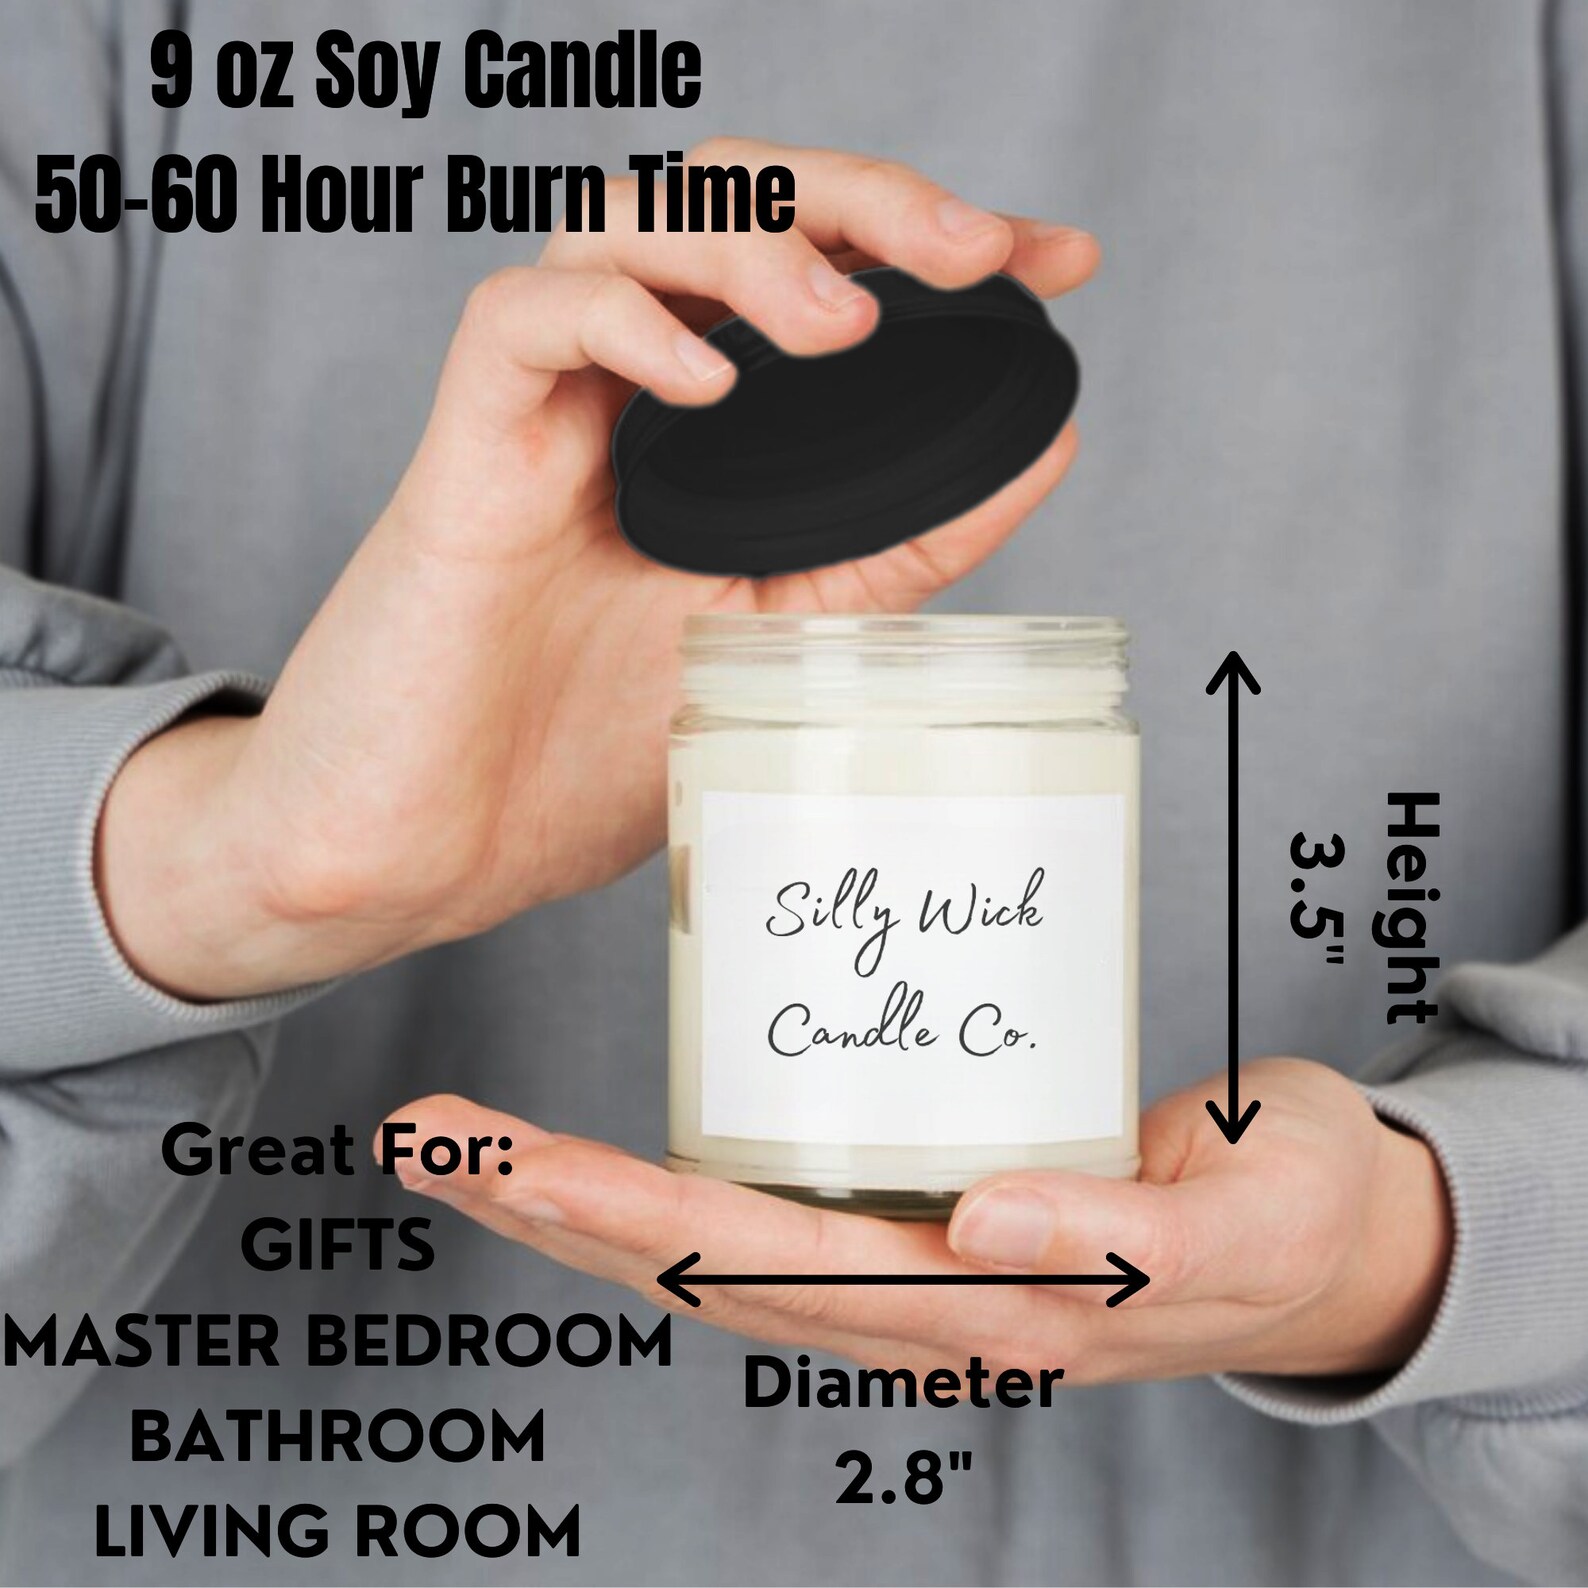 9 oz Soy Candle
50-60 Hour Burn Time
Silly Wick
Candle Co.
Height
3.5"
Great For:
GIFTS
MASTER BEDROOM
BATHROOM
LIVING ROOM
Diameter
2.8"